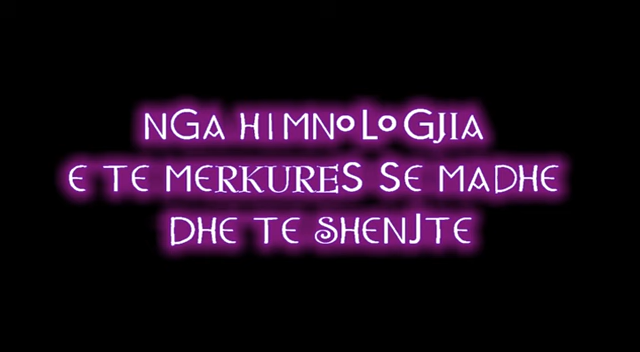 NGA HIMNOLOGJIA
E TE MERKURES SE MADHE
DHE TE SHENJTE